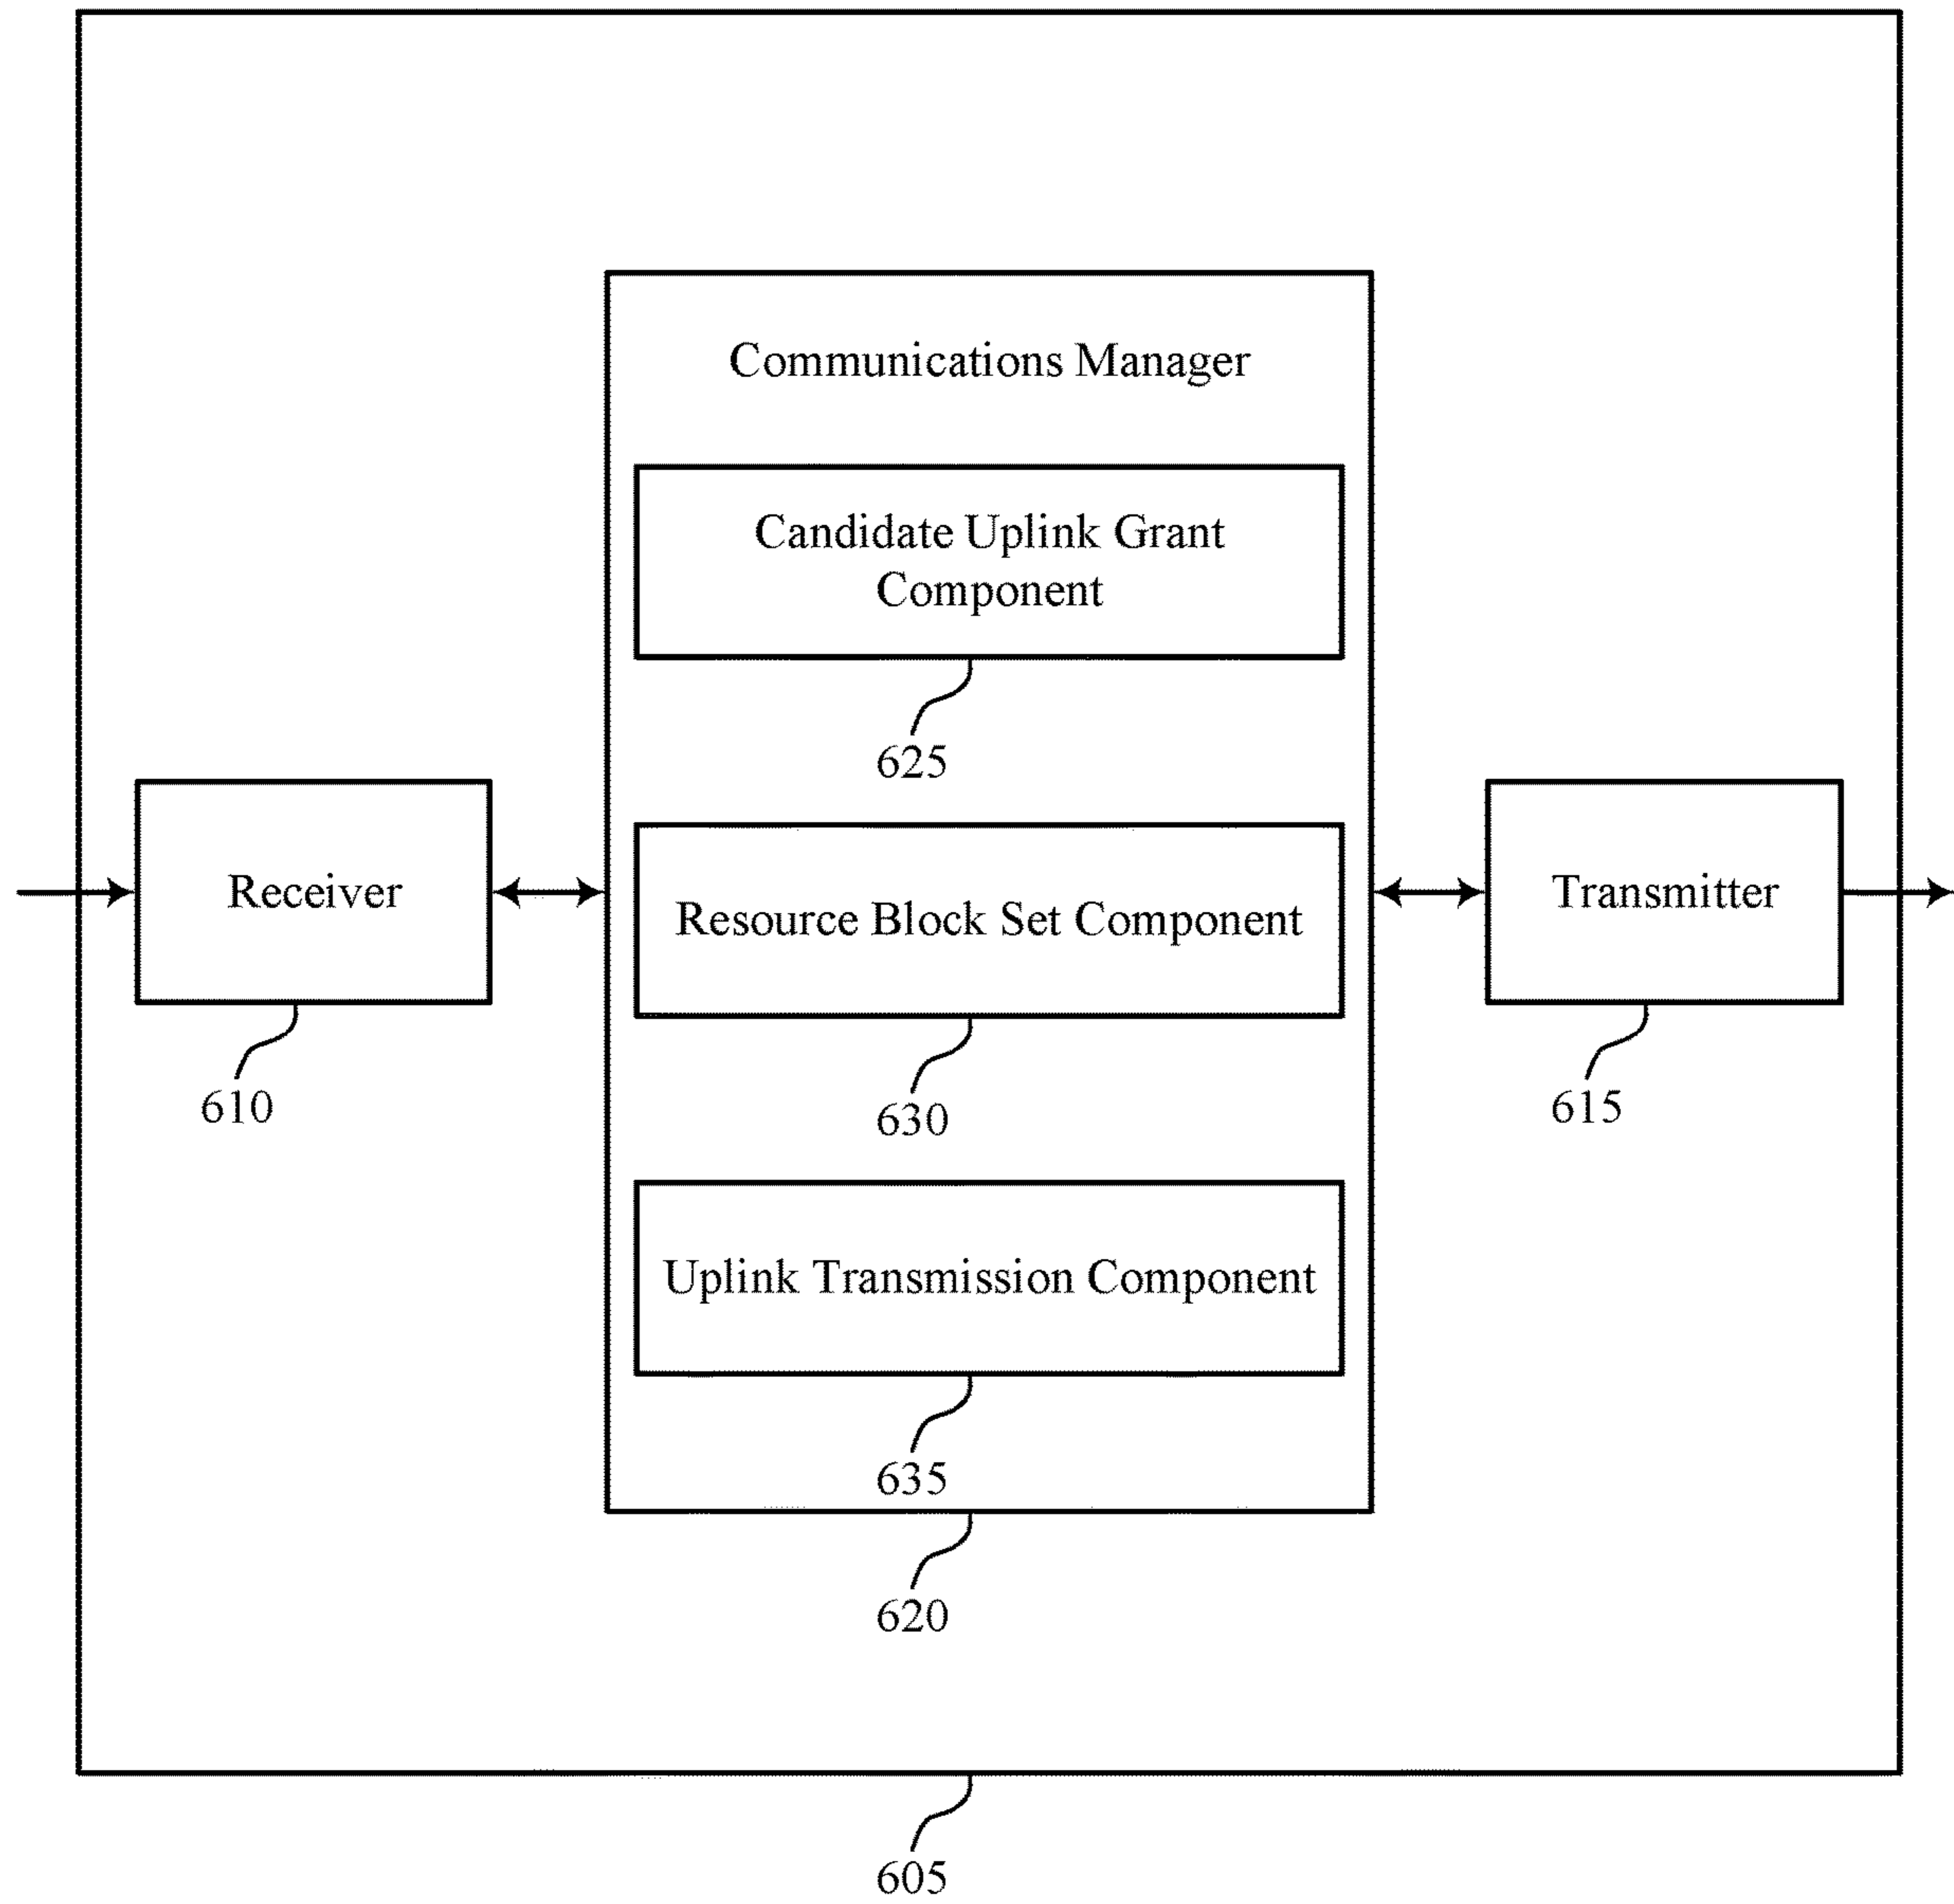 Communications Manager
Candidate Uplink Grant
Component
625
Receiver
610
Resource Block Set Component
630
Transmitter
615
Uplink Transmission Component
635
620
605